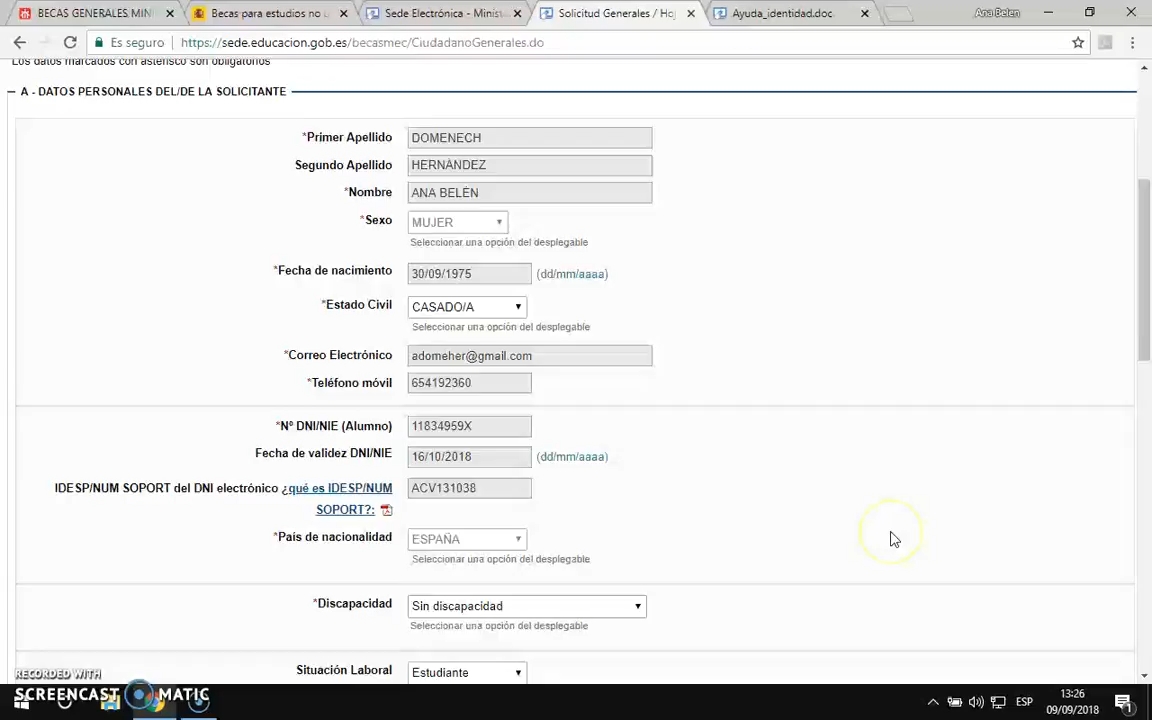 BECAS GENERALES MINI
Becas para estudios no u
Sede Electrónica - Minist
Solicitud Generales / Hoj
Ayuda_identidad.doc
Ana Belen
Es seguro
https://sede.educacion.gob.es/becasmec/CiudadanoGenerales.do
Los datos marcados con asterisco son obligatorios
A - DATOS PERSONALES DEL/DE LA SOLICITANTE
*Primer Apellido DOMENECH
Segundo Apellido HERNÁNDEZ
*Nombre ANA BELÉN
*Sexo MUJER
Seleccionar una opción del desplegable
*Fecha de nacimiento 30/09/1975 (dd/mm/aaaa)
*Estado Civil CASADO/A
Seleccionar una opción del desplegable
*Correo Electrónico adomeher@gmail.com
*Teléfono móvil 654192360
*Nº DNI/NIE (Alumno) 11834959X
Fecha de validez DNI/NIE 16/10/2018 (dd/mm/aaaa)
IDESP/NUM SOPORT del DNI electrónico ¿qué es IDESP/NUM ACV131038
SOPORT?:
*País de nacionalidad ESPAÑA
Seleccionar una opción del desplegable
*Discapacidad Sin discapacidad
Seleccionar una opción del desplegable
Situación Laboral Estudiante
RECORDED WITH
SCREENCAST MATIC
ESP
13:26
09/09/2018
1